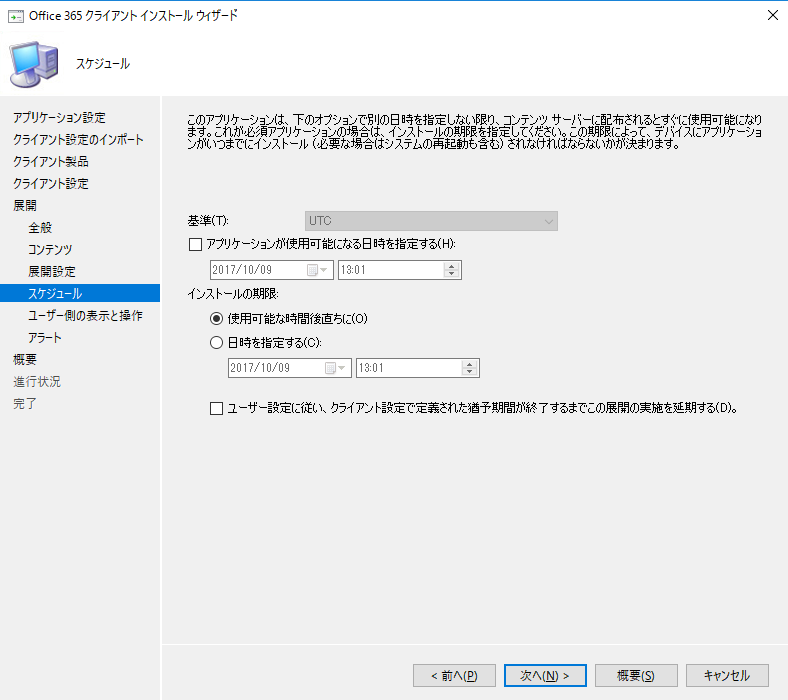 Office 365 クライアント インストール ウィザード
スケジュール
アプリケーション設定
クライアント設定のインポート
クライアント製品
クライアント設定
展開
全般
コンテンツ
展開設定
スケジュール
ユーザー側の表示と操作
アラート
概要
進行状況
完了
このアプリケーションは、下のオプションで別の日時を指定しない限り、コンテンツ サーバーに配布されるとすぐに使用可能になり
ます。これが必須アプリケーションの場合は、インストールの期限を指定してください。この期限によって、デバイスにアプリケーショ
ンがいつまでにインストール (必要な場合はシステムの再起動も含む) されなければならないかが決まります。
基準(T):
UTC
アプリケーションが使用可能になる日時を指定する(H):
2017/10/09 13:01
インストールの期限:
使用可能な時間後直ちに(O)
日時を指定する(C):
2017/10/09 13:01
ユーザー設定に従い、クライアント設定で定義された猶予期間が終了するまでこの展開の実施を延期する(D)。
< 前へ(P) 次へ(N) > 概要(S) キャンセル